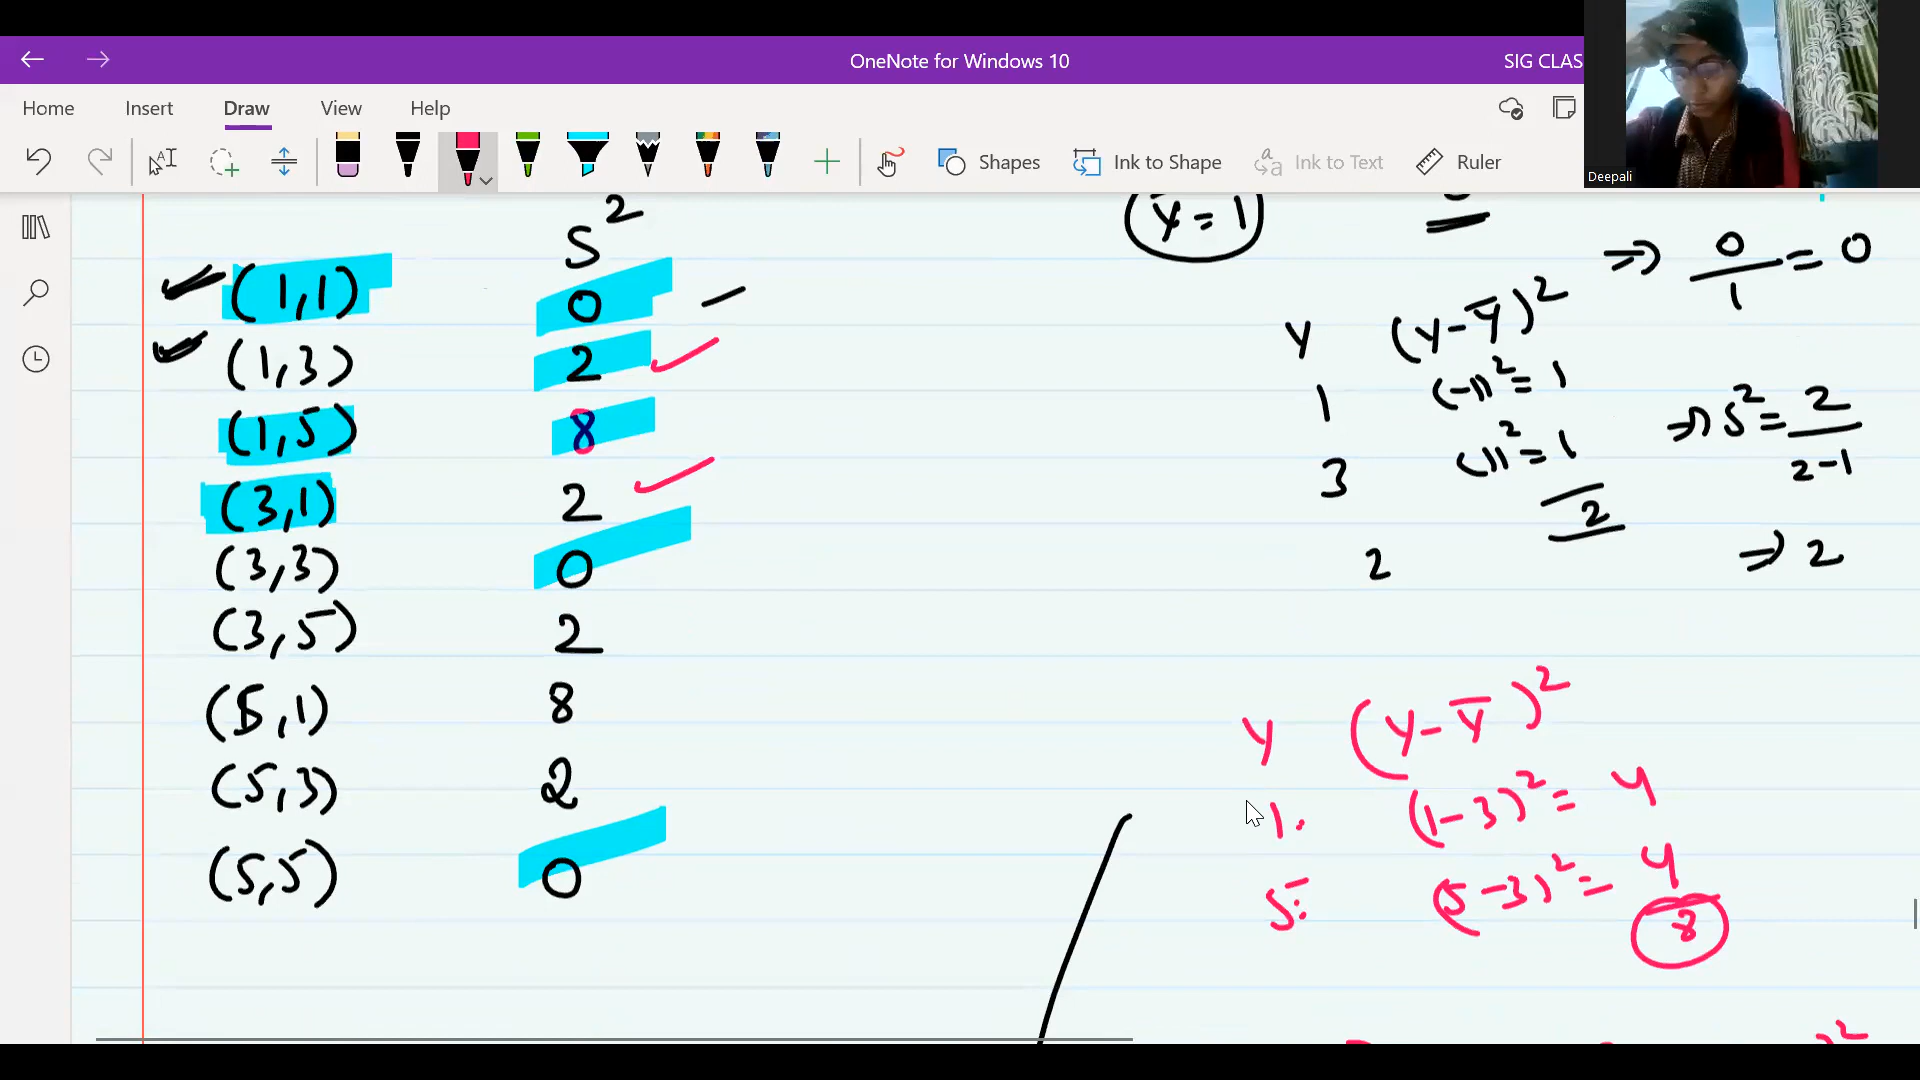 OneNote for Windows 10
SIG CLAS
Home Insert Draw View Help
Shapes Ink to Shape Ink to Text Ruler
Deepali
S²
(1,1) 0
(1,3) 2
(1,5) 8
(3,1) 2
(3,3) 0
(3,5) 2
(5,1) 8
(5,3) 2
(5,5) 0
y̅ = 1
⇒ 0/1 = 0
y (y-y̅)²
1 (-1)² = 1
3 (1)² = 1
2
2
⇒ S² = 2/2-1
⇒ 2
y (y-y̅)²
1. (1-3)² = 4
5: (5-3)² = 4
8
2